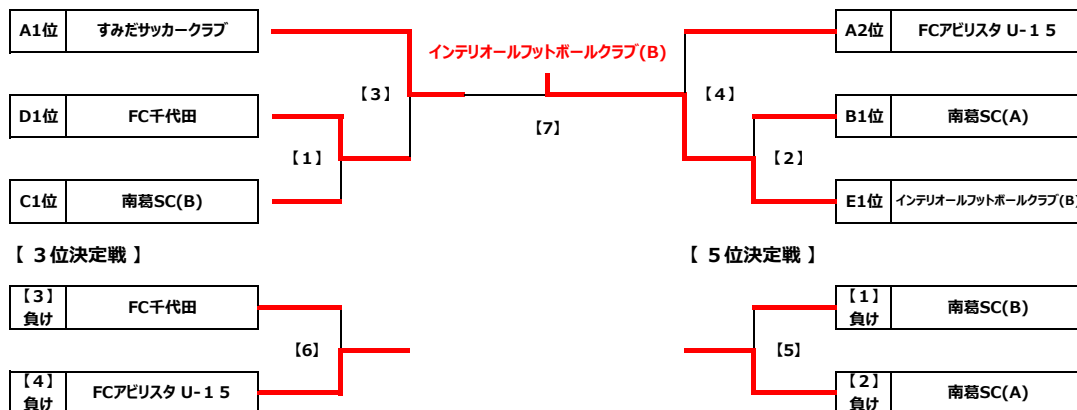 A1位 すみだサッカークラブ
インテリオールフットボールクラブ(B)
A2位 FCアビリスタ U-１５
【3】
【4】
D1位 FC千代田
【7】
B1位 南葛SC(A)
【1】
【2】
C1位 南葛SC(B)
E1位 インテリオールフットボールクラブ(B)
【 ３位決定戦 】
【 ５位決定戦 】
【3】
負け
FC千代田
【1】
負け
南葛SC(B)
【6】
【5】
【4】
負け
FCアビリスタ U-１５
【2】
負け
南葛SC(A)